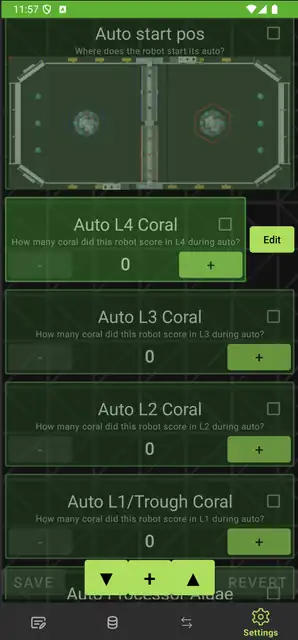 11:57
Auto start pos
Where does the robot start its auto?
Auto L4 Coral
How many coral did this robot score in L4 during auto?
- 0 +
Edit
Auto L3 Coral
How many coral did this robot score in L3 during auto?
- 0 +
Auto L2 Coral
How many coral did this robot score in L2 during auto?
- 0 +
Auto L1/Trough Coral
How many coral did this robot score in L1 during auto?
- 0 +
SAVE ▼ + ▲ REVERT
Auto Processor Algae
Settings